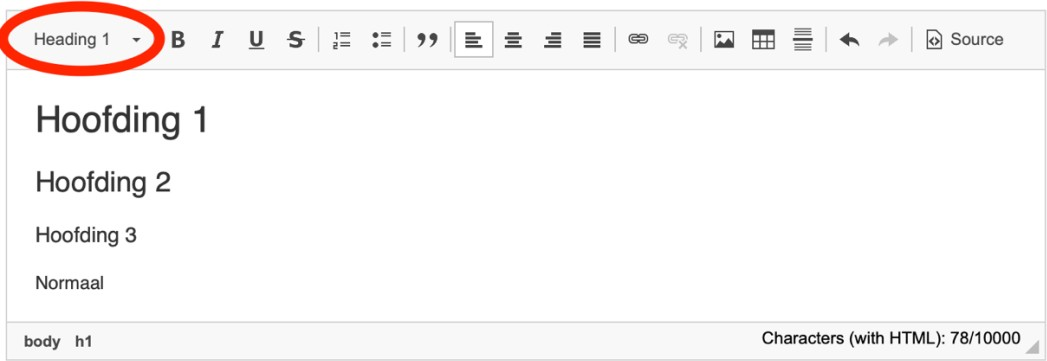 Heading 1 B I U S Source
Hoofding 1
Hoofding 2
Hoofding 3
Normaal
body h1 Characters (with HTML): 78/10000